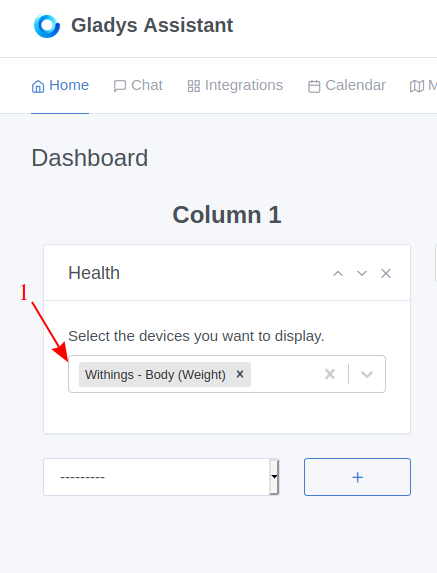 Gladys Assistant
Home Chat Integrations Calendar M
Dashboard
Column 1
Health
1
Select the devices you want to display.
Withings - Body (Weight) ×
---------
+